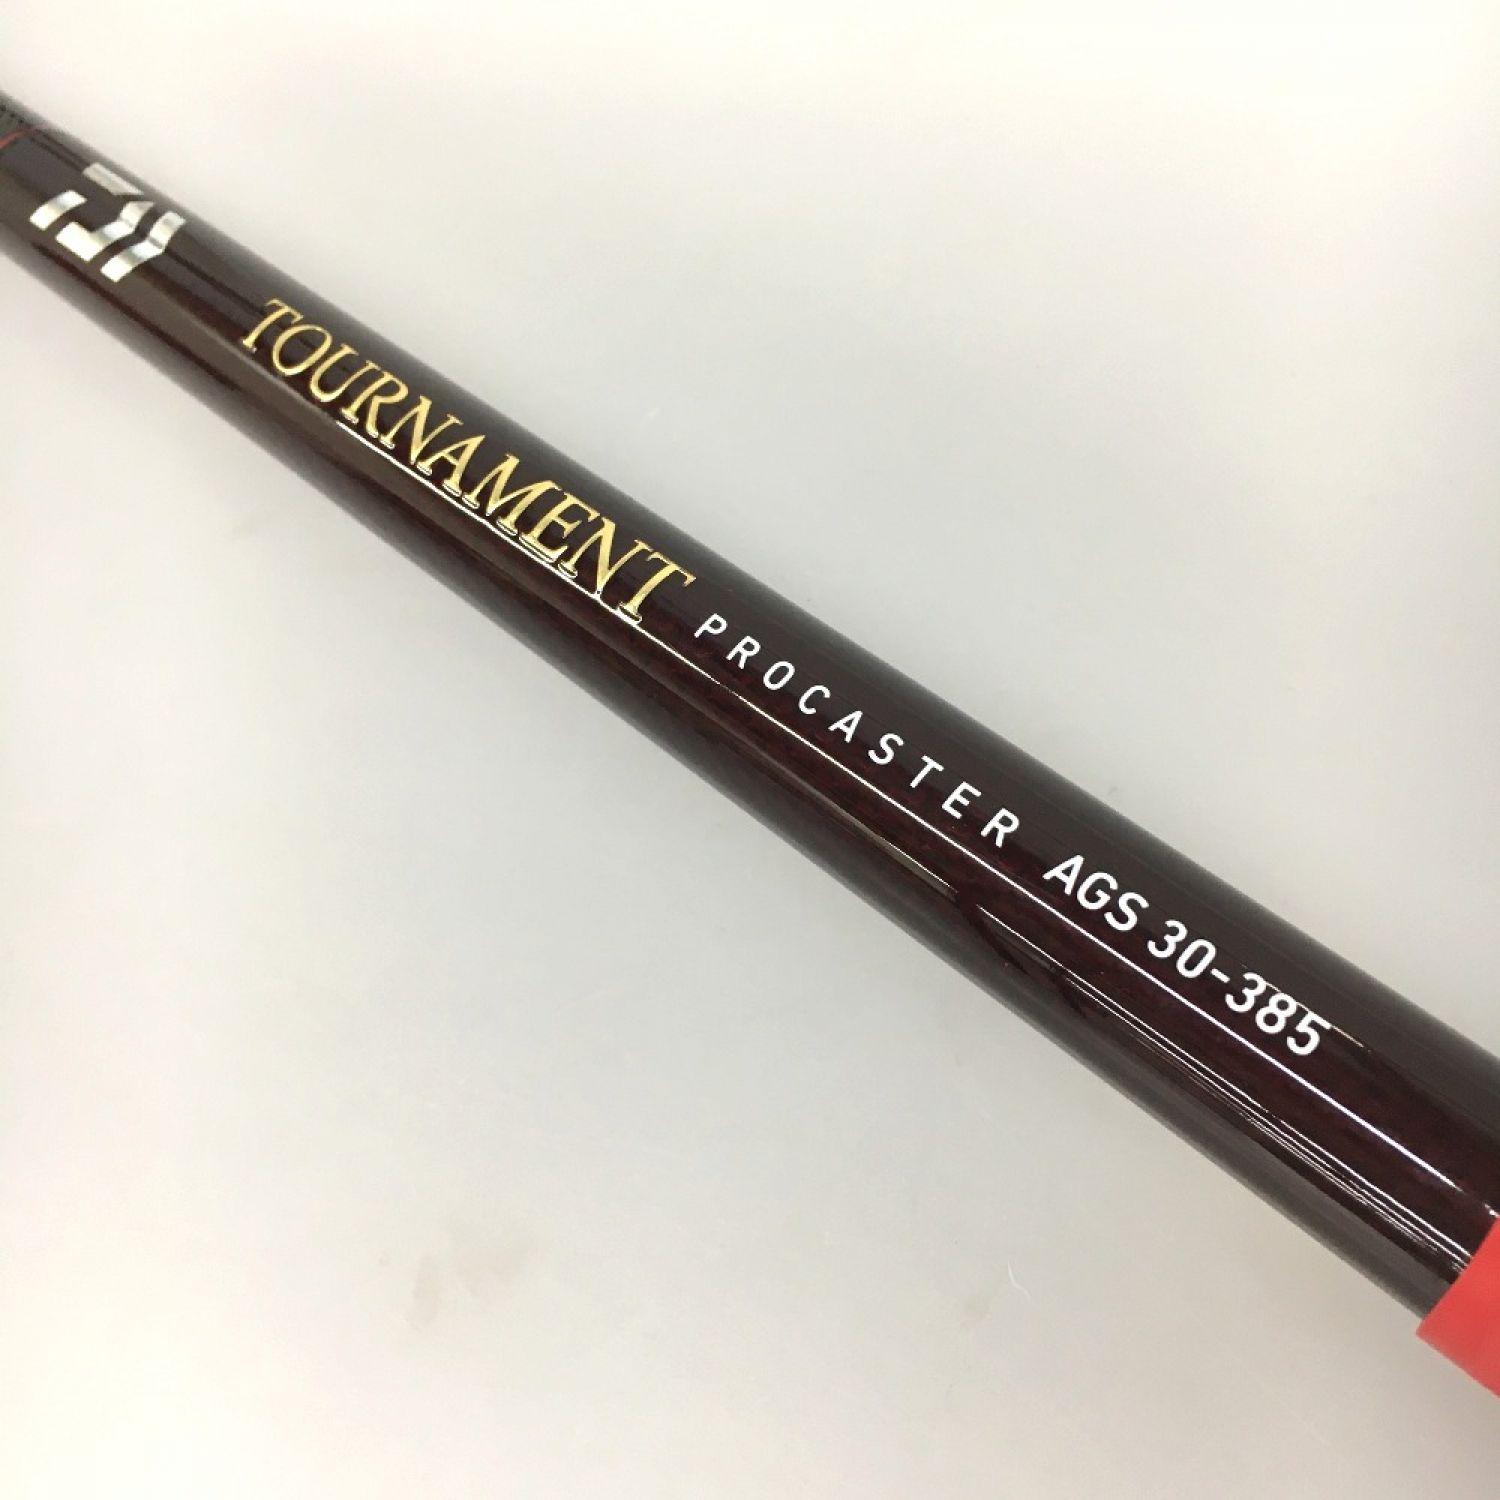 TOURNAMENT PROCASTER AGS 30-385